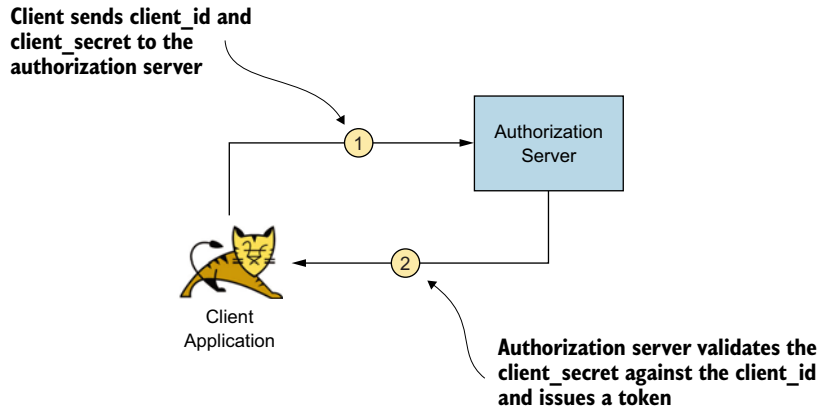 Client sends client_id and
client_secret to the
authorization server
1
Authorization
Server
2
Client
Application
Authorization server validates the
client_secret against the client_id
and issues a token